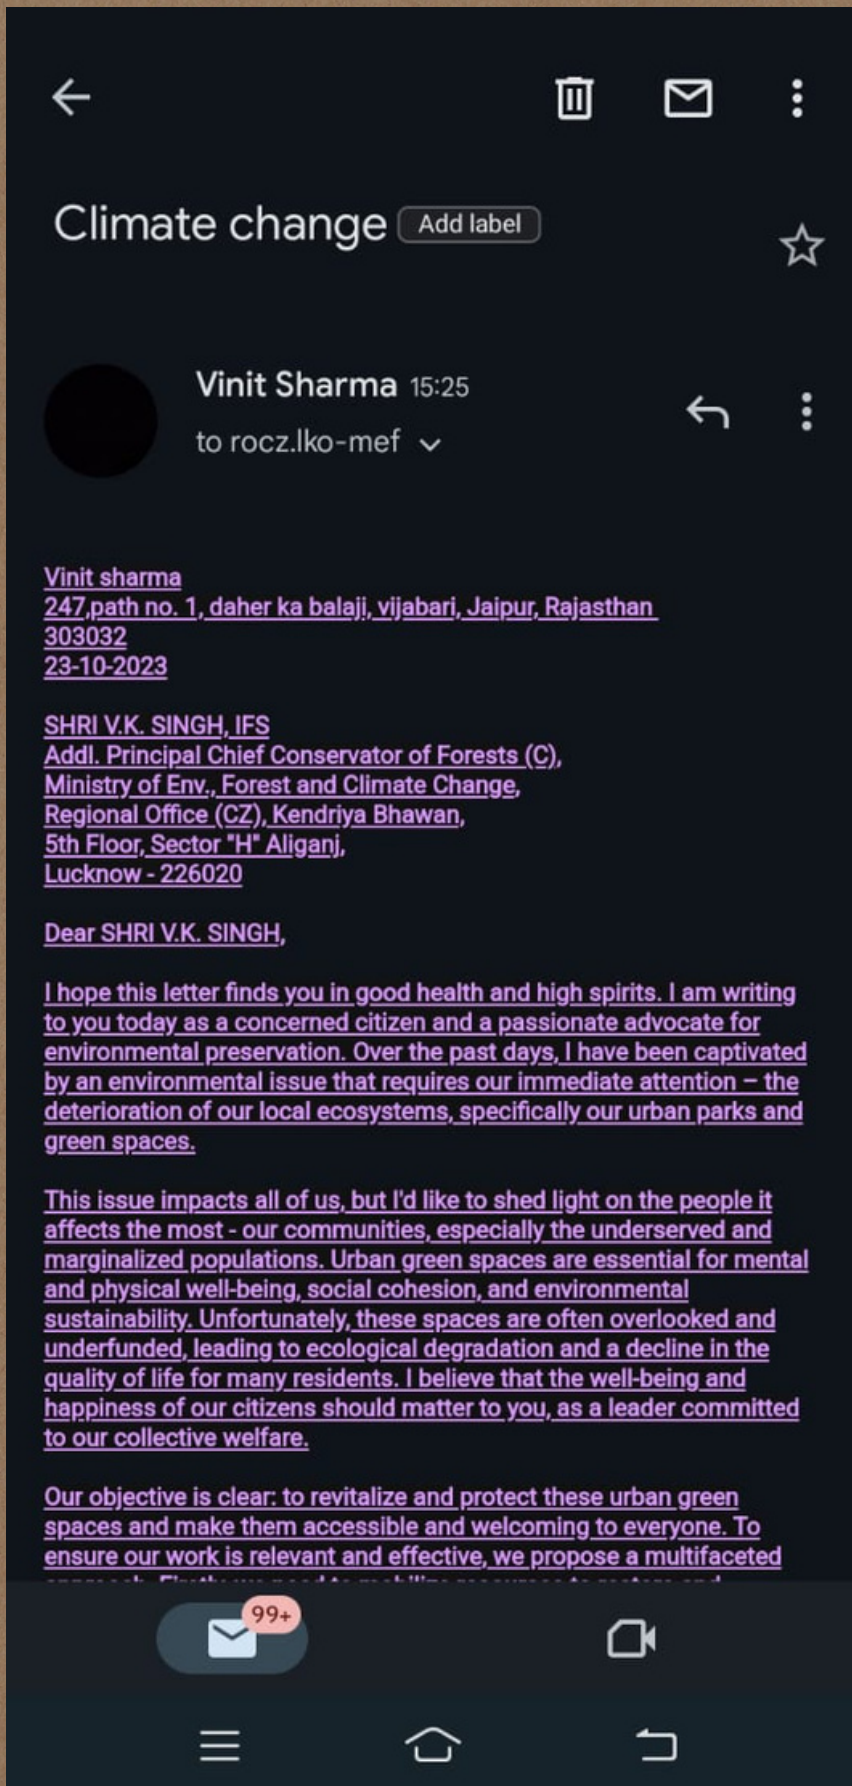 Climate change Add label
Vinit Sharma 15:25
to rocz.lko-mef
Vinit sharma
247,path no. 1, daher ka balaji, vijabari, Jaipur, Rajasthan
303032
23-10-2023
SHRI V.K. SINGH, IFS
Addl. Principal Chief Conservator of Forests (C),
Ministry of Env., Forest and Climate Change,
Regional Office (CZ), Kendriya Bhawan,
5th Floor, Sector "H" Aliganj,
Lucknow - 226020
Dear SHRI V.K. SINGH,
I hope this letter finds you in good health and high spirits. I am writing
to you today as a concerned citizen and a passionate advocate for
environmental preservation. Over the past days, I have been captivated
by an environmental issue that requires our immediate attention – the
deterioration of our local ecosystems, specifically our urban parks and
green spaces.
This issue impacts all of us, but I'd like to shed light on the people it
affects the most - our communities, especially the underserved and
marginalized populations. Urban green spaces are essential for mental
and physical well-being, social cohesion, and environmental
sustainability. Unfortunately, these spaces are often overlooked and
underfunded, leading to ecological degradation and a decline in the
quality of life for many residents. I believe that the well-being and
happiness of our citizens should matter to you, as a leader committed
to our collective welfare.
Our objective is clear: to revitalize and protect these urban green
spaces and make them accessible and welcoming to everyone. To
ensure our work is relevant and effective, we propose a multifaceted
99+